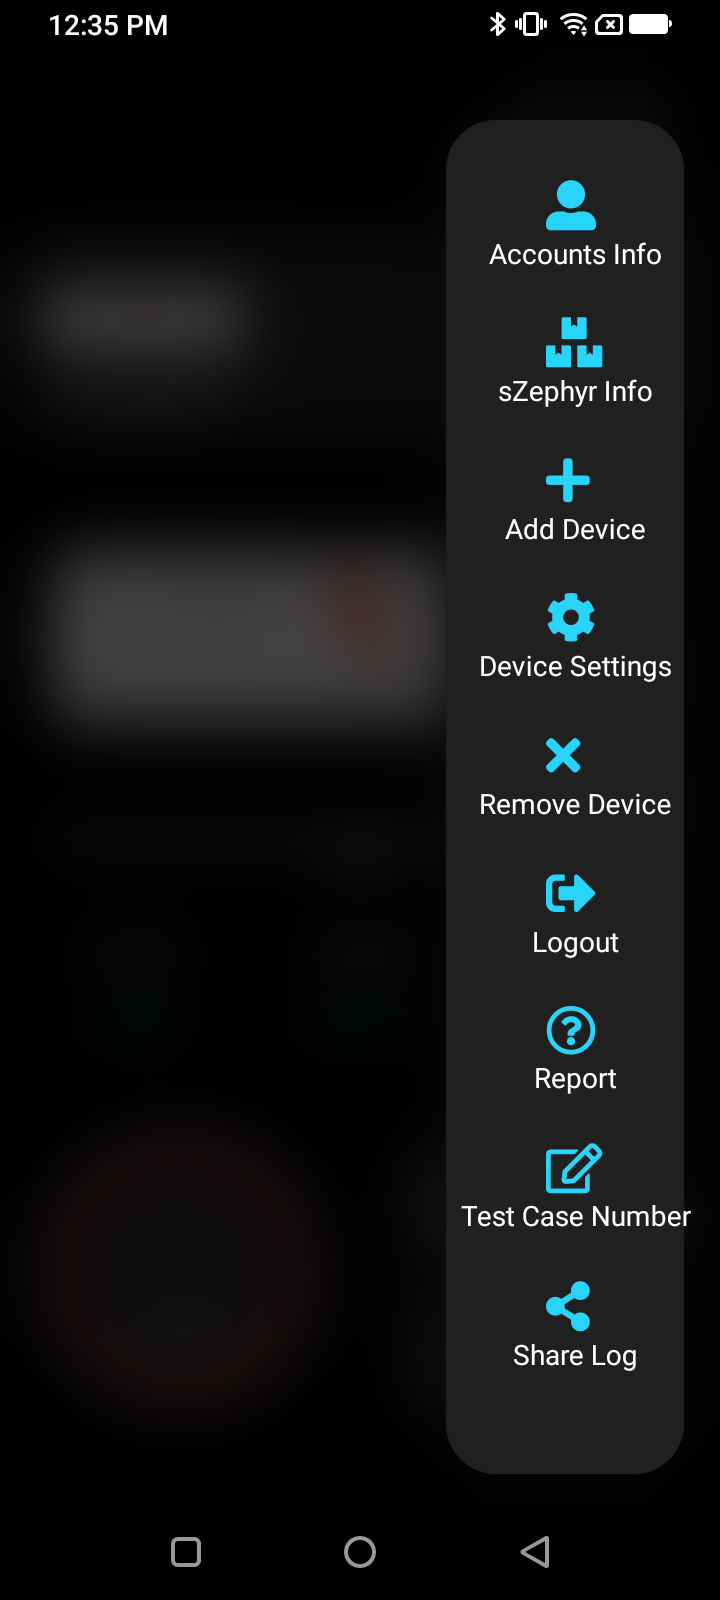 12:35 PM
Accounts Info
sZephyr Info
Add Device
Device Settings
Remove Device
Logout
Report
Test Case Number
Share Log